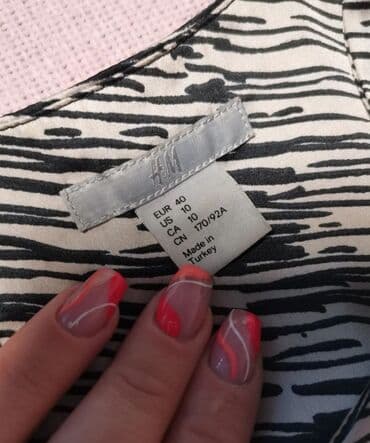 H&M
EUR 40
US 10
CA 10
CN 170/92A
Made in
Turkey